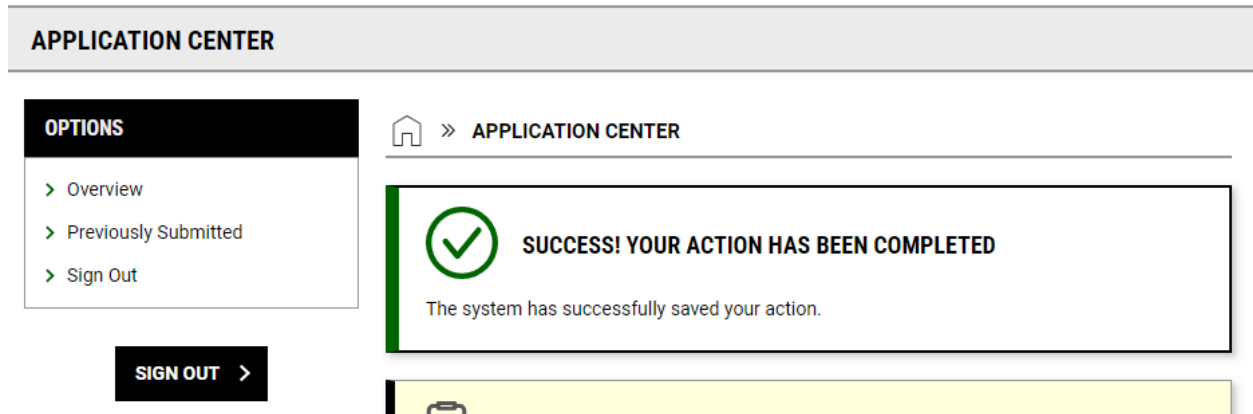 APPLICATION CENTER
OPTIONS
Overview
Previously Submitted
Sign Out
SIGN OUT
» APPLICATION CENTER
SUCCESS! YOUR ACTION HAS BEEN COMPLETED
The system has successfully saved your action.